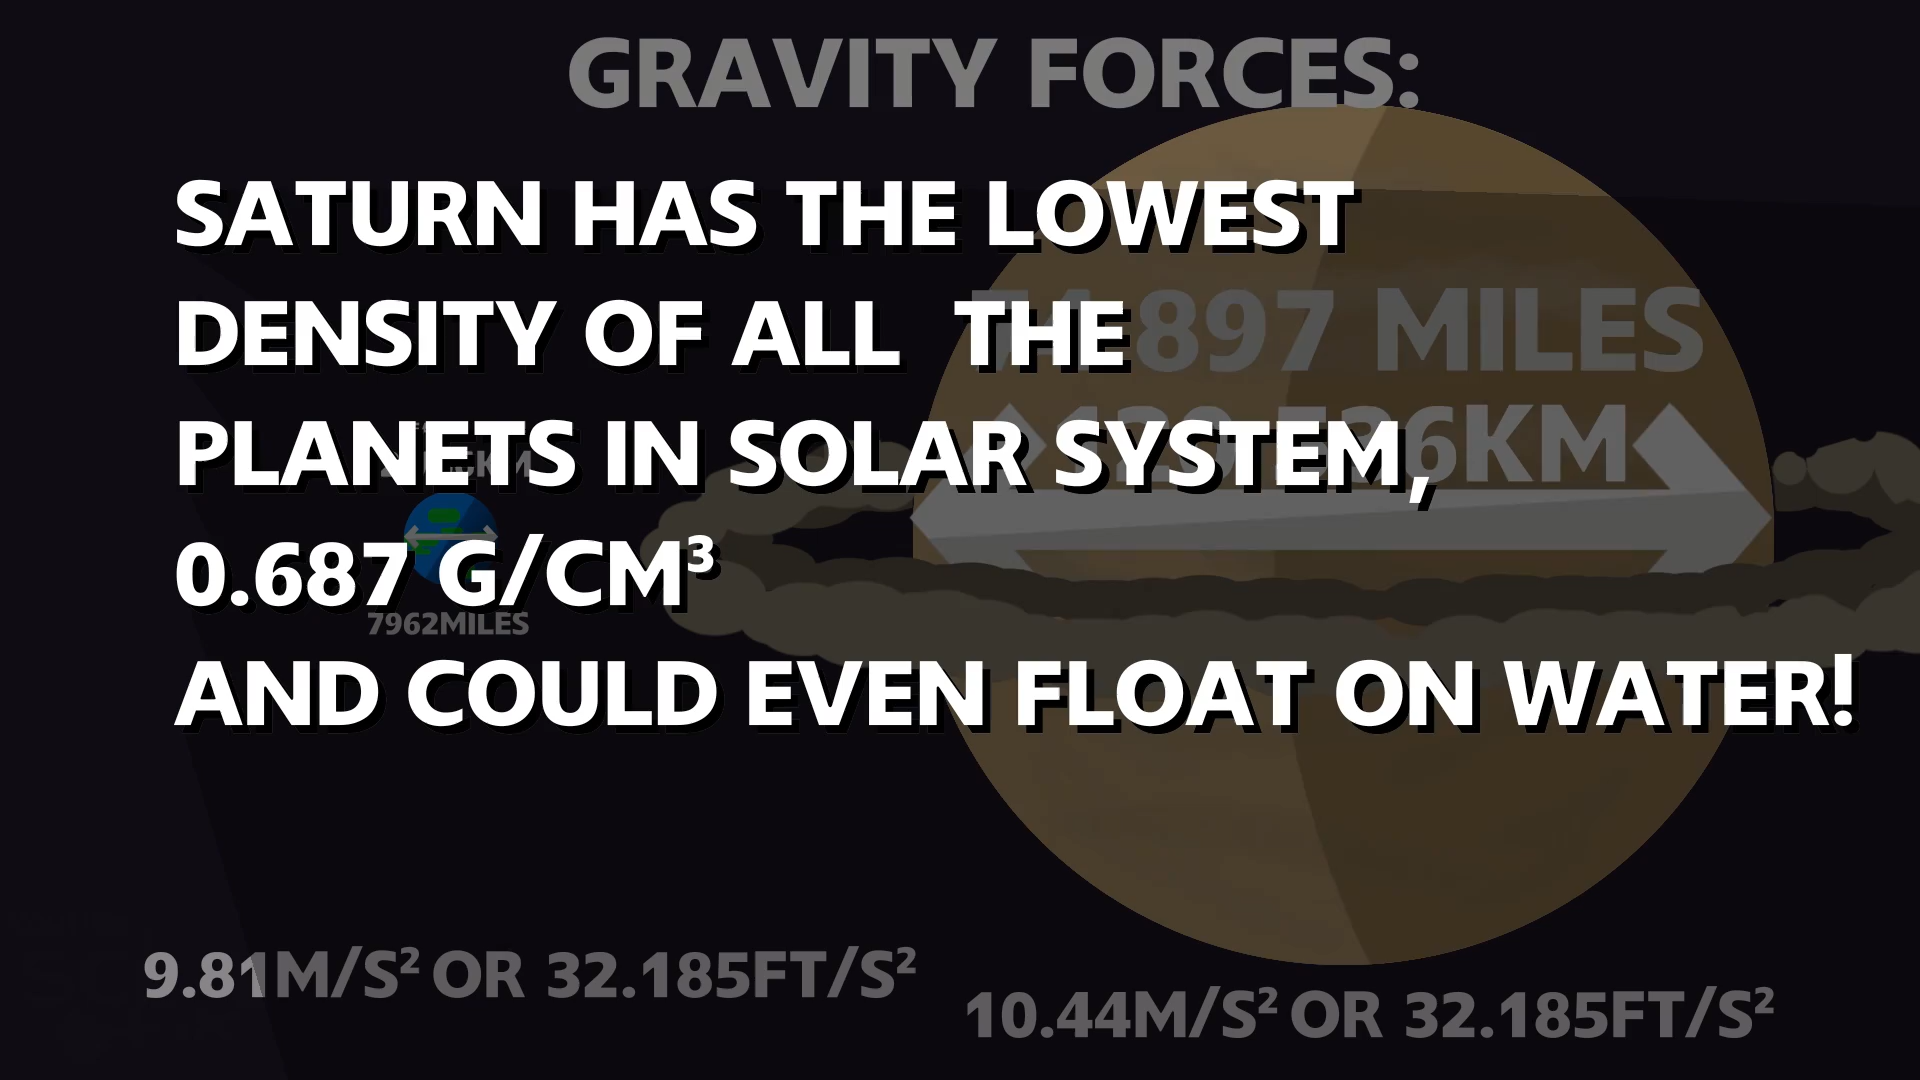 GRAVITY FORCES:
SATURN HAS THE LOWEST
DENSITY OF ALL THE
897 MILES
PLANETS IN SOLAR SYSTEM,
0.687 G/CM³
7962MILES
AND COULD EVEN FLOAT ON WATER!
9.81M/S² OR 32.185FT/S²
10.44M/S² OR 32.185FT/S²